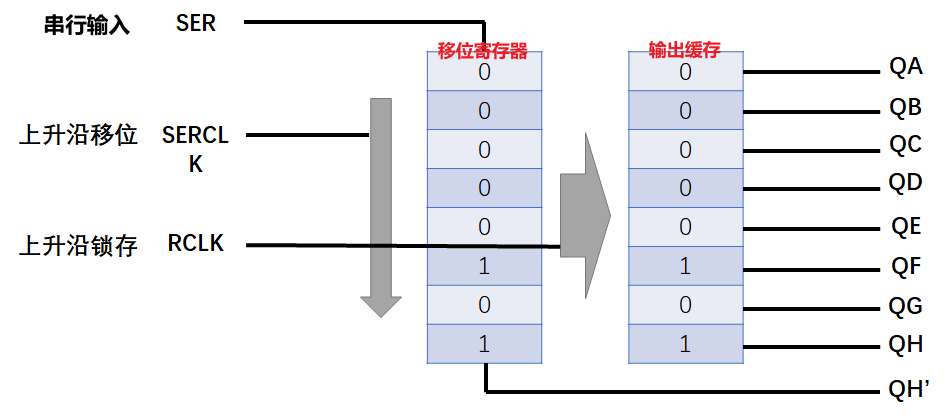 串行输入 SER
移位寄存器 输出缓存
0 0 QA
0 0 QB
上升沿移位 SERCL
K
0 0 QC
0 0 QD
0 0 QE
上升沿锁存 RCLK
1 1 QF
0 0 QG
1 1 QH
QH’